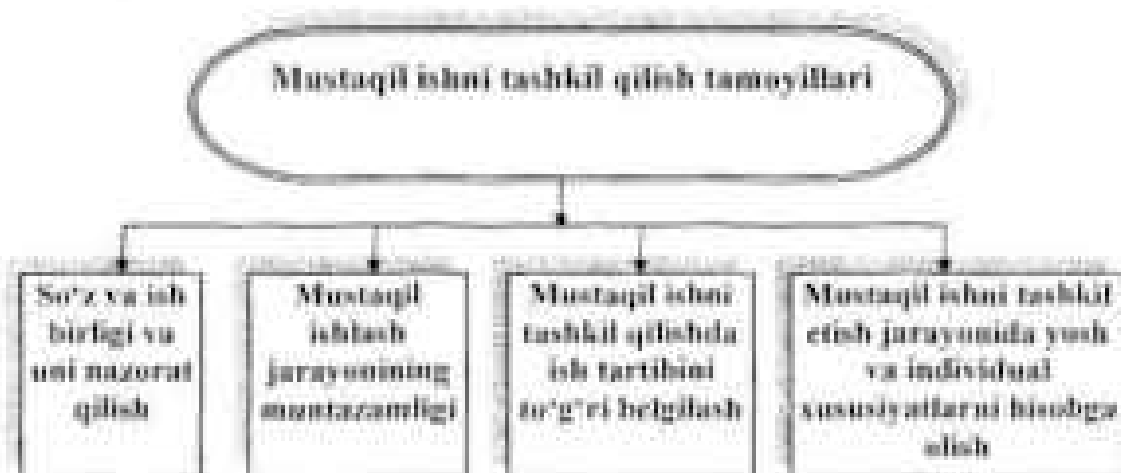 Mustaqil ishni tashkil qilish tamoyillari
So‘z va ish
birligi va
uni nazorat
qilish
Mustaqil
ishlash
jarayonining
muntazamligi
Mustaqil ishni
tashkil qilishda
ish tartibini
to‘g‘ri belgilash
Mustaqil ishni tashkil
etish jarayonida yosh
va individual
xususiyatlarni hisobga
olish